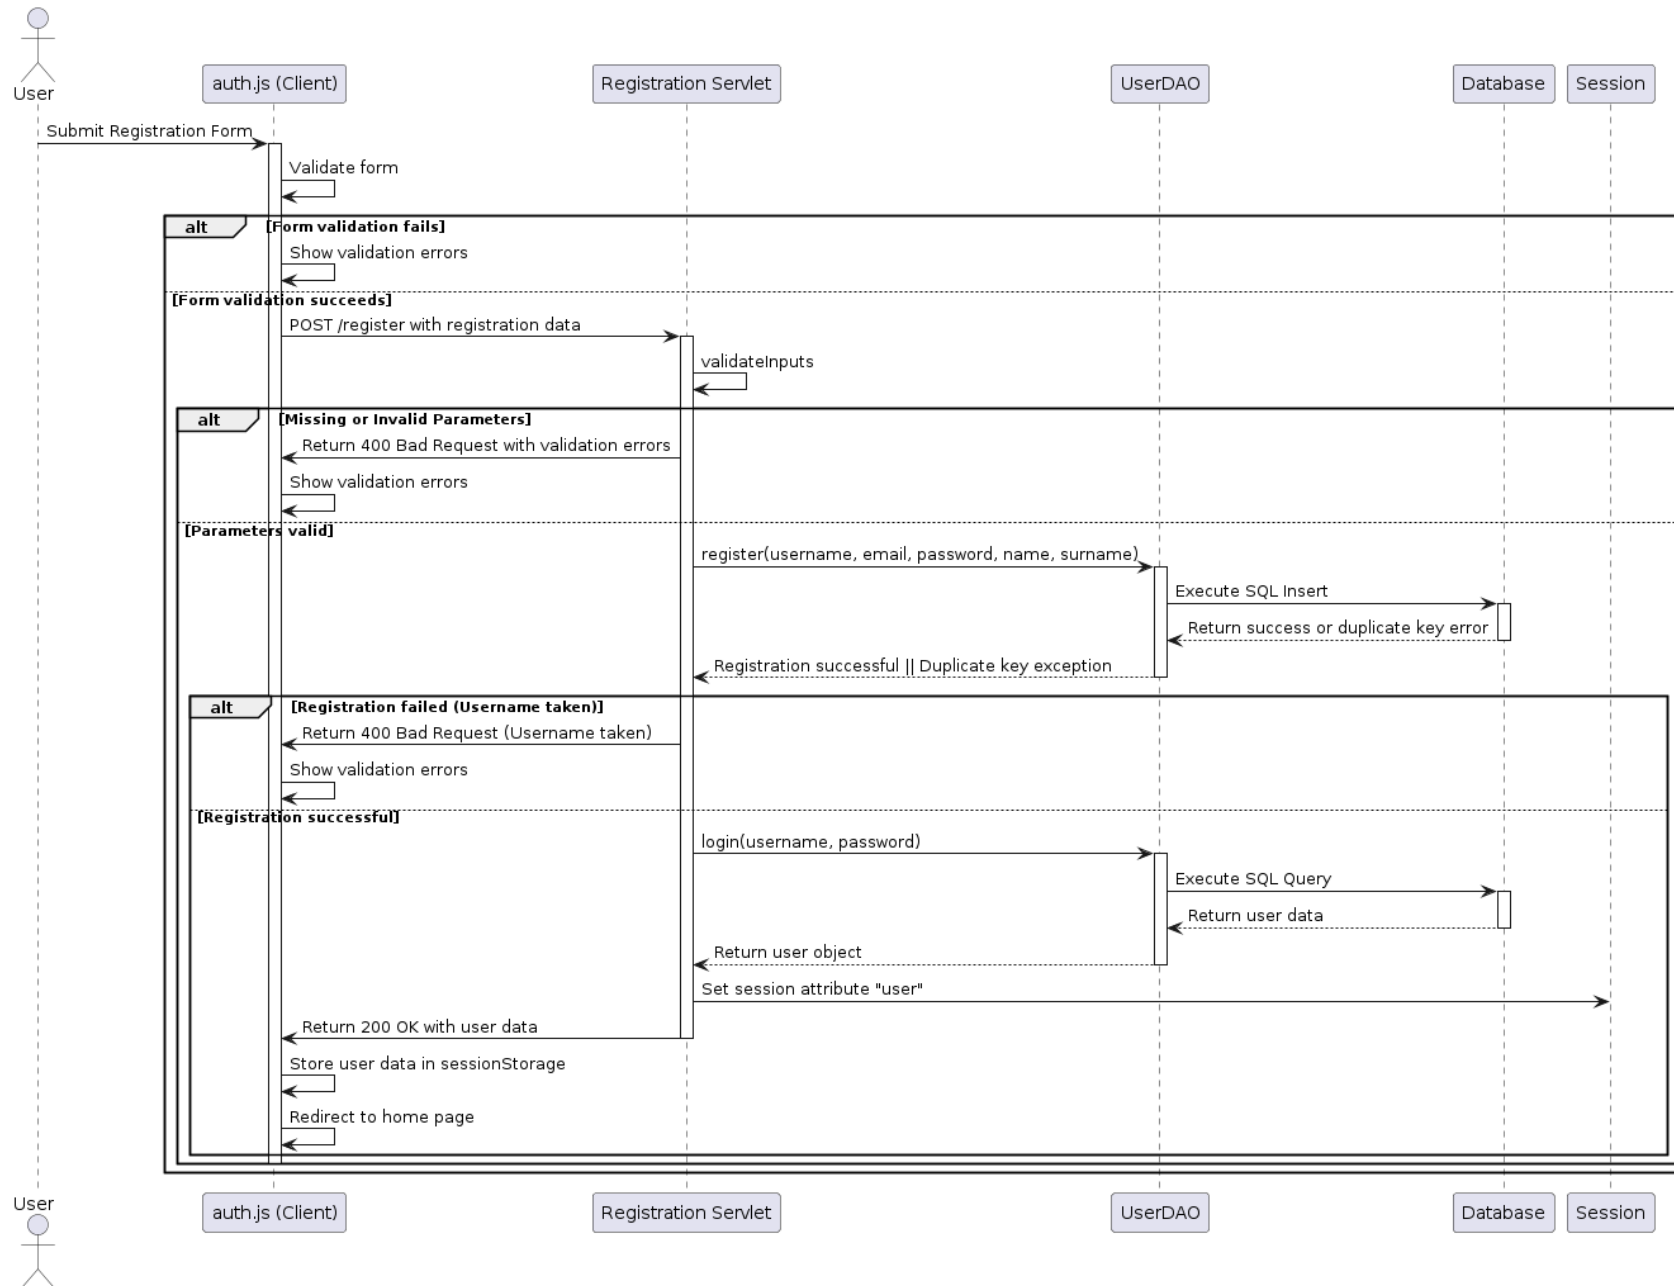 User
auth.js (Client)
Registration Servlet
UserDAO
Database
Session
Submit Registration Form
Validate form
alt
[Form validation fails]
Show validation errors
[Form validation succeeds]
POST /register with registration data
validateInputs
alt
[Missing or Invalid Parameters]
Return 400 Bad Request with validation errors
Show validation errors
[Parameters valid]
register(username, email, password, name, surname)
Execute SQL Insert
Return success or duplicate key error
Registration successful || Duplicate key exception
alt
[Registration failed (Username taken)]
Return 400 Bad Request (Username taken)
Show validation errors
[Registration successful]
login(username, password)
Execute SQL Query
Return user data
Return user object
Set session attribute "user"
Return 200 OK with user data
Store user data in sessionStorage
Redirect to home page
User
auth.js (Client)
Registration Servlet
UserDAO
Database
Session